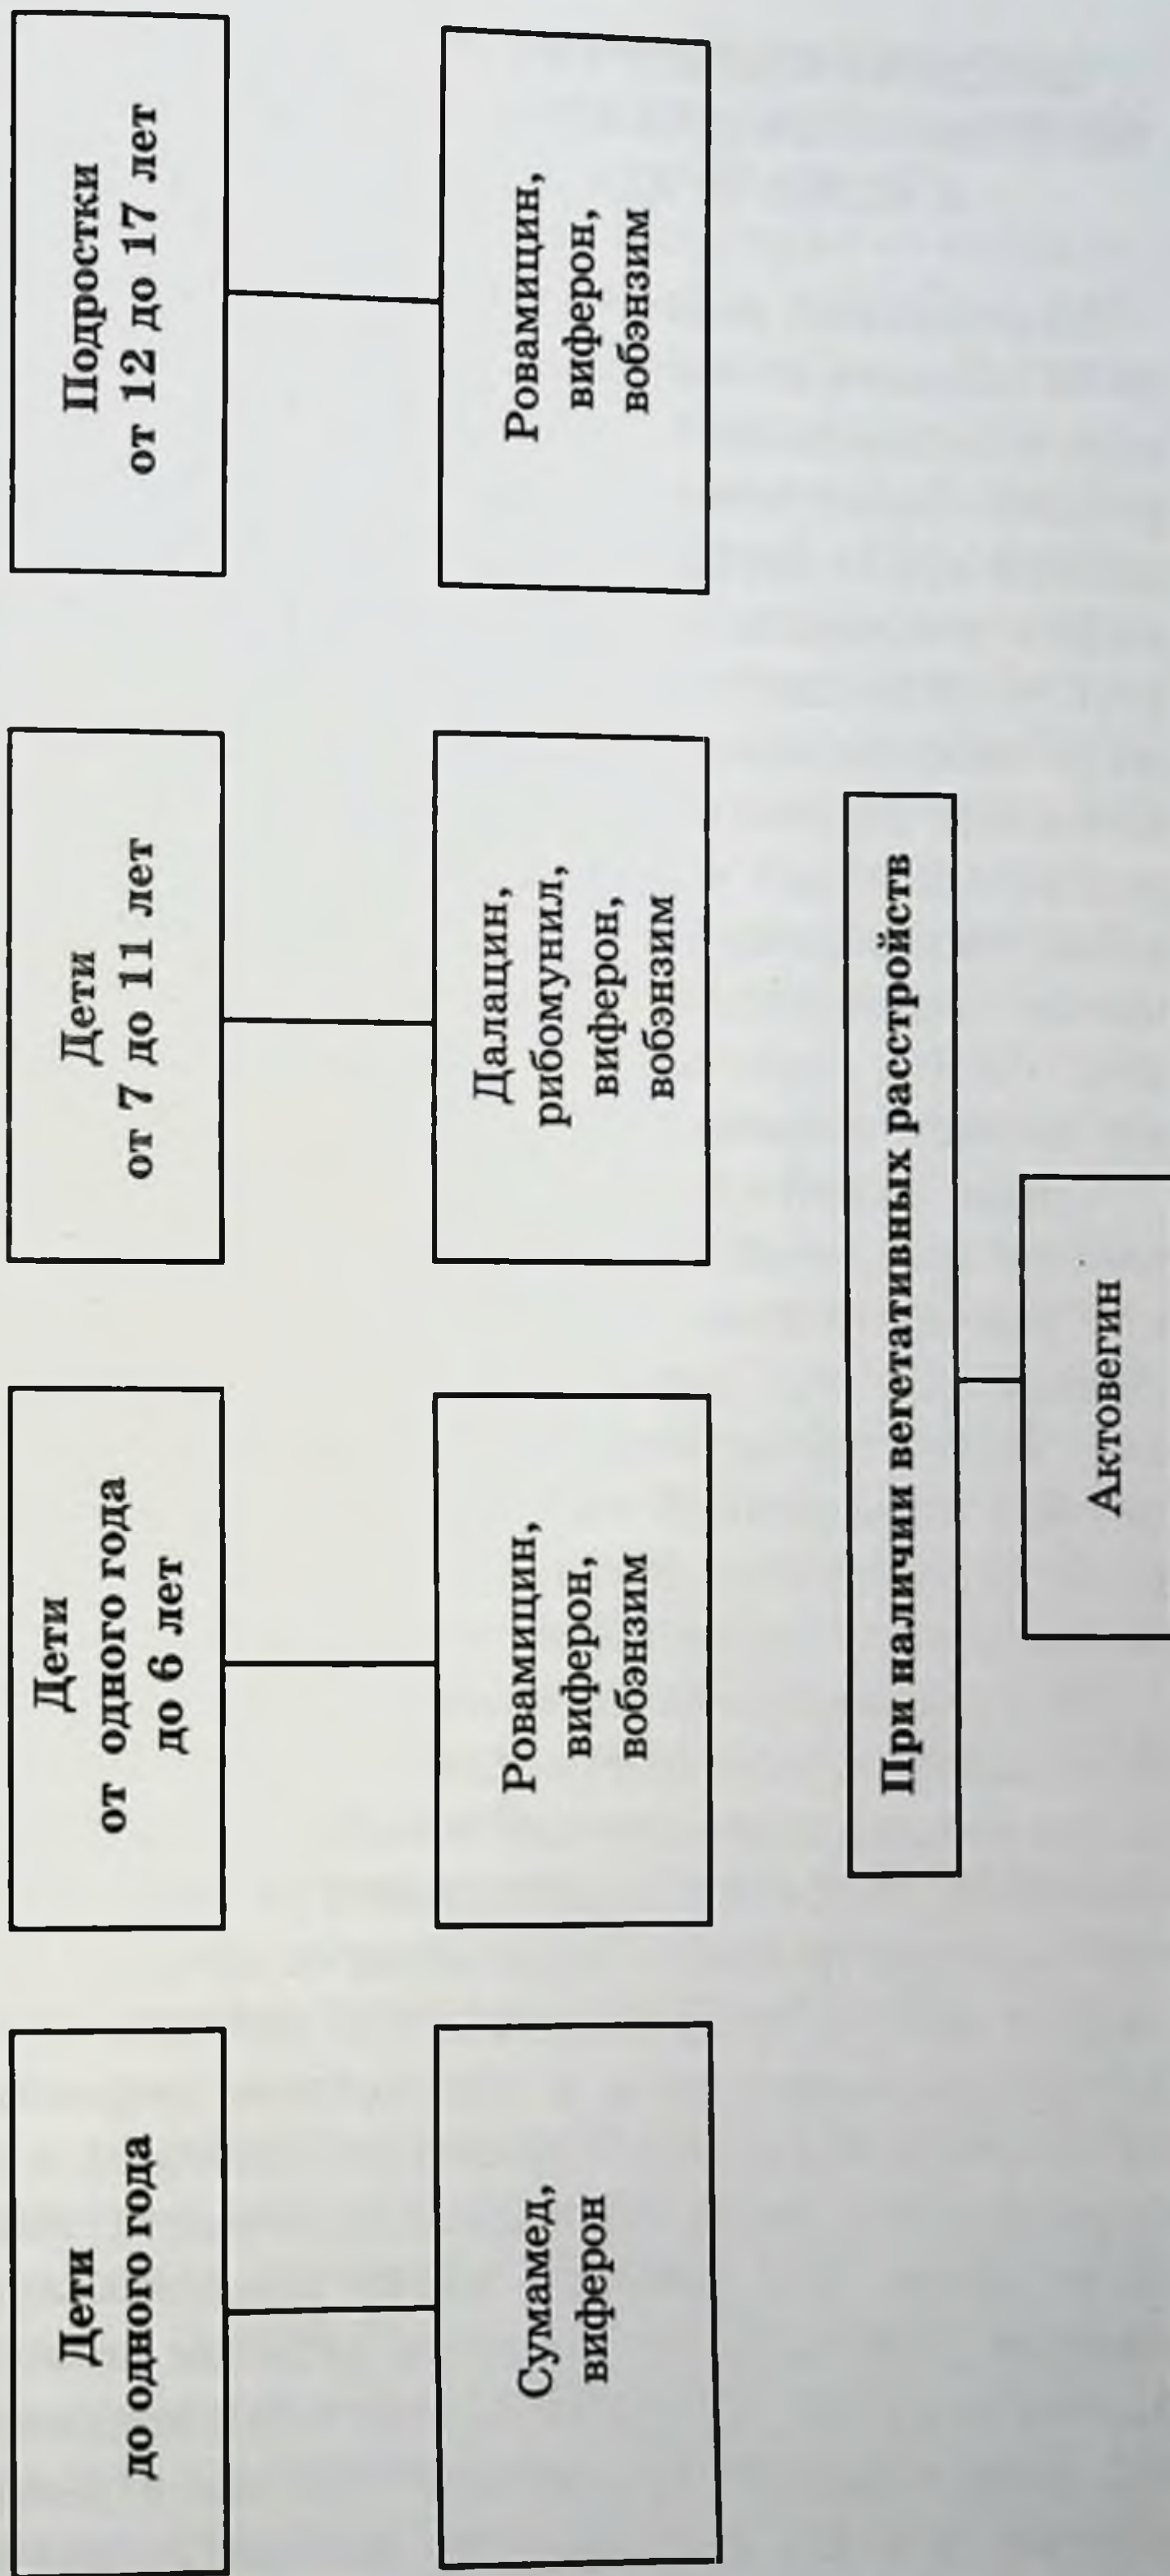 Дети
до одного года
Дети
от одного года
до 6 лет
Дети
от 7 до 11 лет
Подростки
от 12 до 17 лет
Сумамед,
виферон
Ровамицин,
виферон,
вобэнзим
Далацин,
рибомунил,
виферон,
вобэнзим
Ровамицин,
виферон,
вобэнзим
При наличии вегетативных расстройств
Актовегин